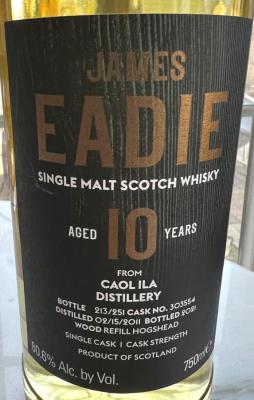 JAMES
EADIE
SINGLE MALT SCOTCH WHISKY
AGED 10 YEARS
FROM
CAOL ILA
DISTILLERY
BOTTLE 213/251 CASK NO. 303554
DISTILLED 02/15/2011 BOTTLED 2021
WOOD REFILL HOGSHEAD
SINGLE CASK | CASK STRENGTH
PRODUCT OF SCOTLAND
60.6% Alc. by Vol.
750ml